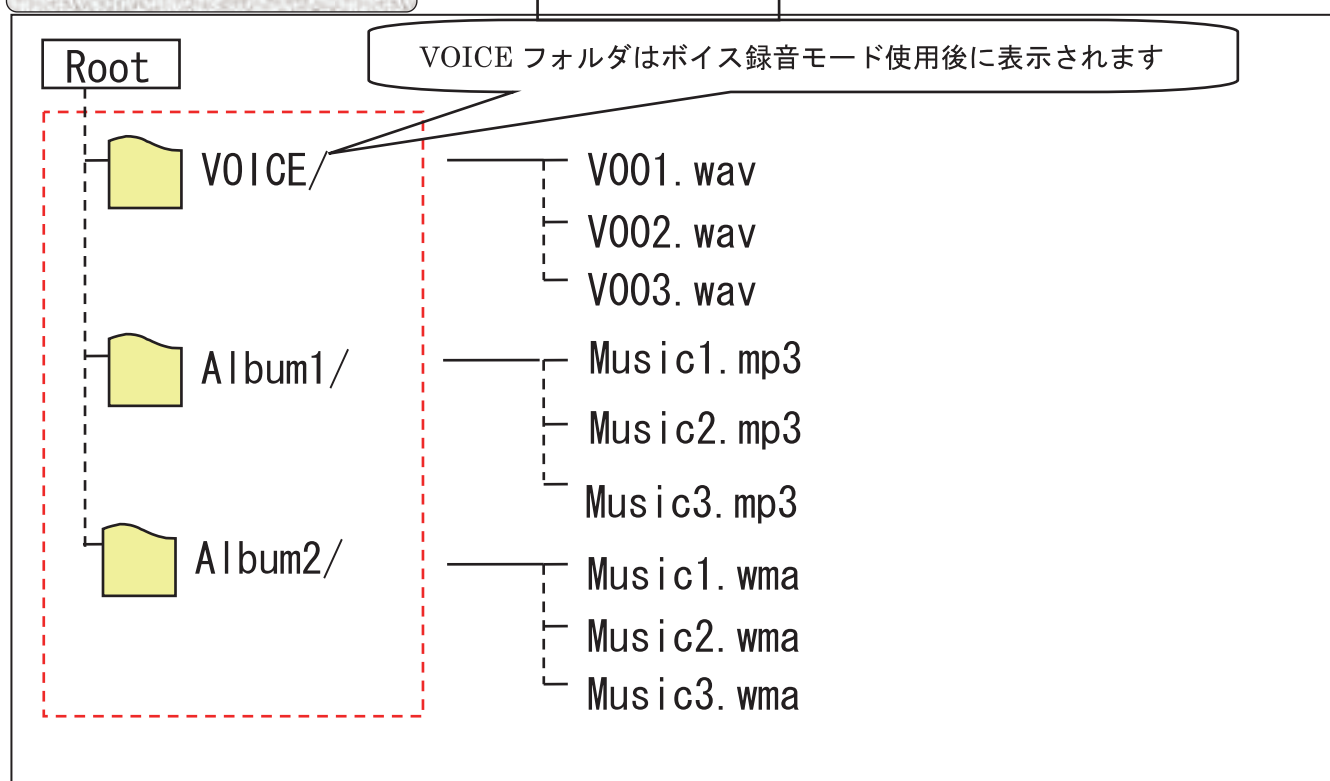 VOICE フォルダはボイス録音モード使用後に表示されます
Root
VOICE/
V001.wav
V002.wav
V003.wav
Album1/
Music1.mp3
Music2.mp3
Music3.mp3
Album2/
Music1.wma
Music2.wma
Music3.wma